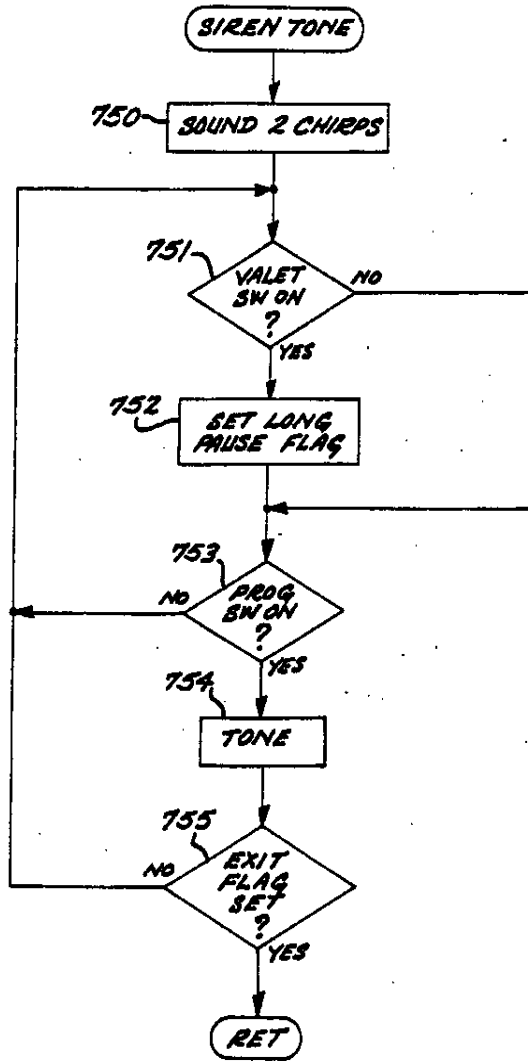 SIREN TONE
750
SOUND 2 CHIRPS
751
VALET
SW ON
?
NO
YES
752
SET LONG
PAUSE FLAG
753
PROG
SW ON
?
NO
YES
754
TONE
755
EXIT
FLAG
SET
?
NO
YES
RET